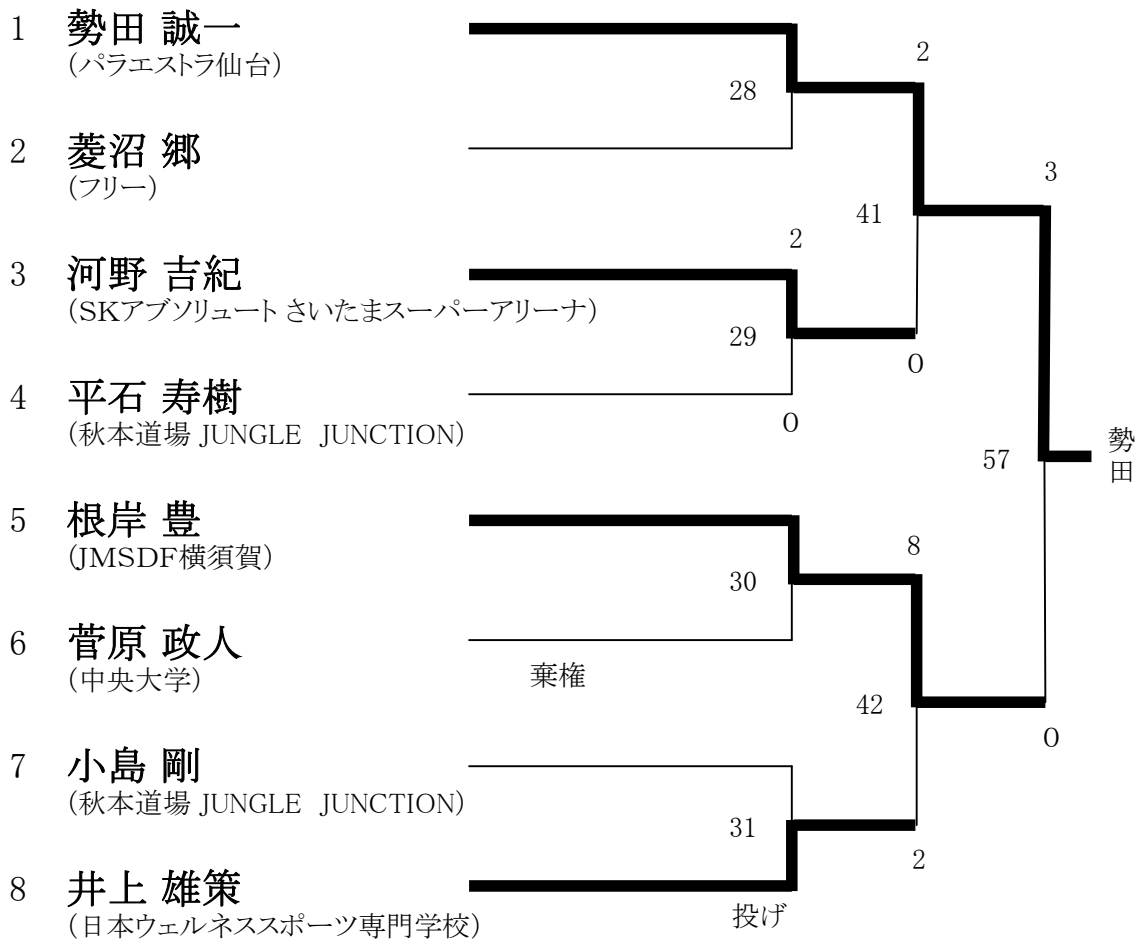 1 勢田 誠一
(パラエストラ仙台)
2
28
2 菱沼 郷
(フリー)
3
41
2
3 河野 吉紀
(SKアブソリュート さいたまスーパーアリーナ)
29
0
4 平石 寿樹
(秋本道場 JUNGLE JUNCTION)
0
57
勢田
5 根岸 豊
(JMSDF横須賀)
8
30
6 菅原 政人
(中央大学)
棄権
42
0
7 小島 剛
(秋本道場 JUNGLE JUNCTION)
31
2
8 井上 雄策
(日本ウェルネススポーツ専門学校)
投げ